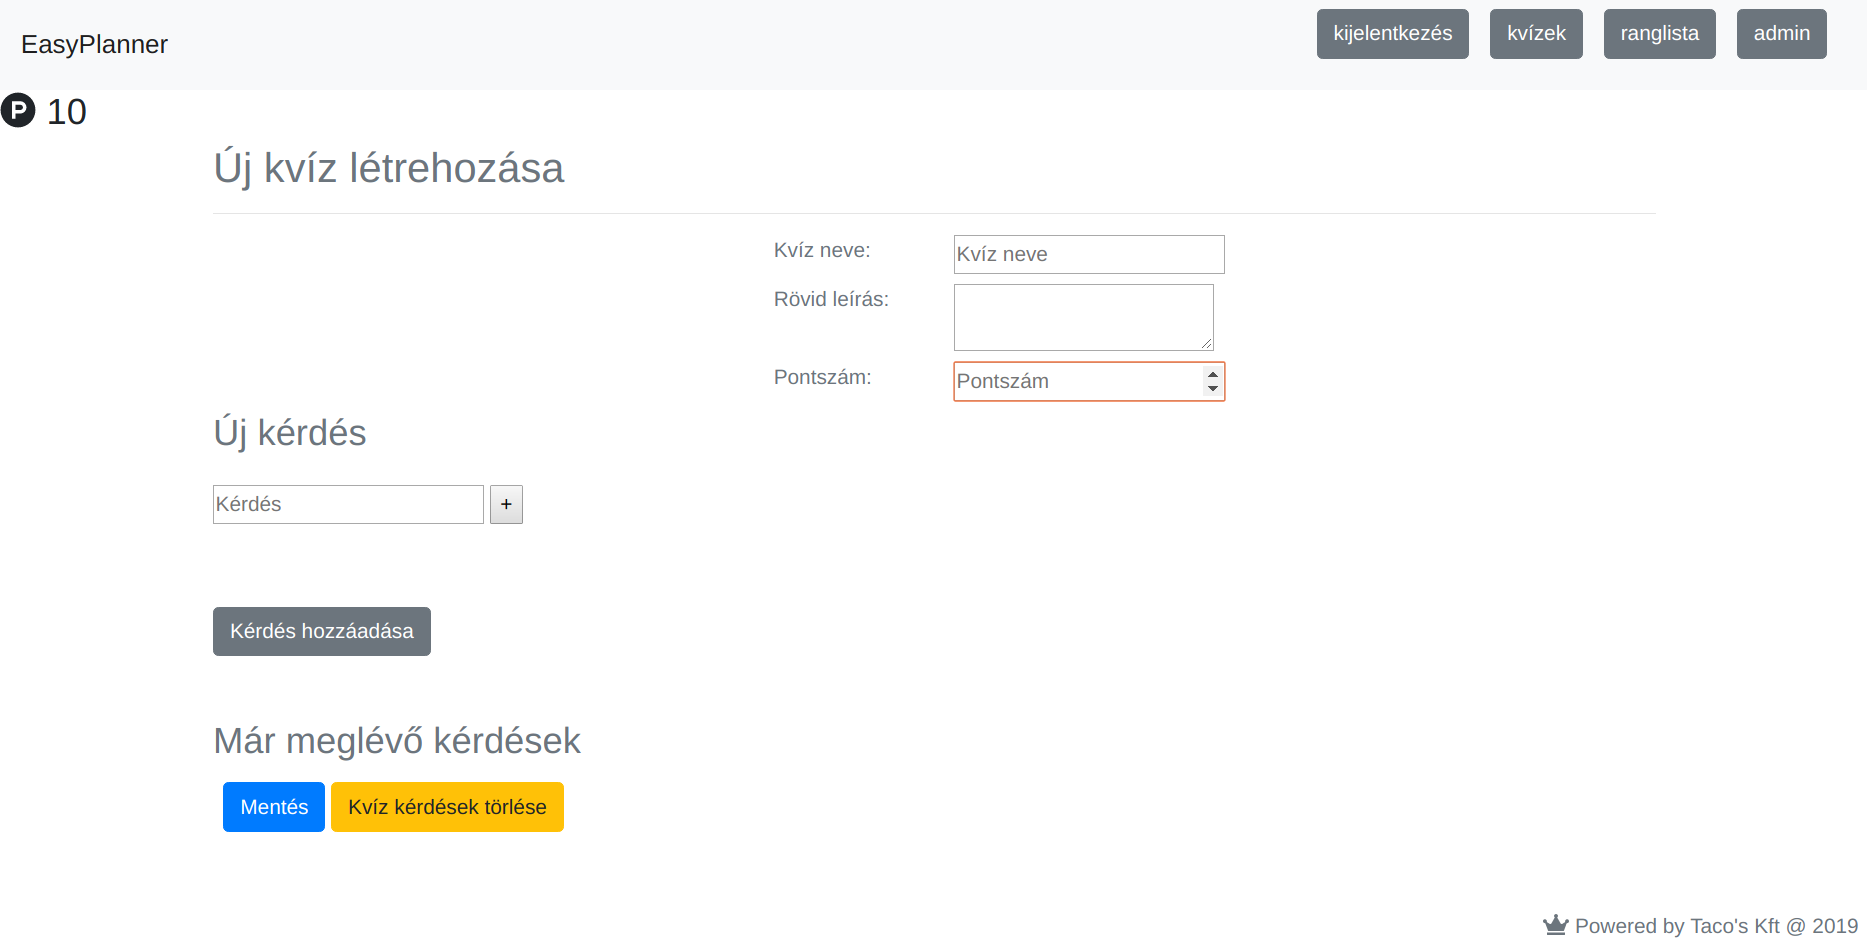 EasyPlanner
kijelentkezés kvízek ranglista admin
P 10
Új kvíz létrehozása
Kvíz neve: Kvíz neve
Rövid leírás:
Pontszám: Pontszám
Új kérdés
Kérdés +
Kérdés hozzáadása
Már meglévő kérdések
Mentés Kvíz kérdések törlése
Powered by Taco's Kft @ 2019